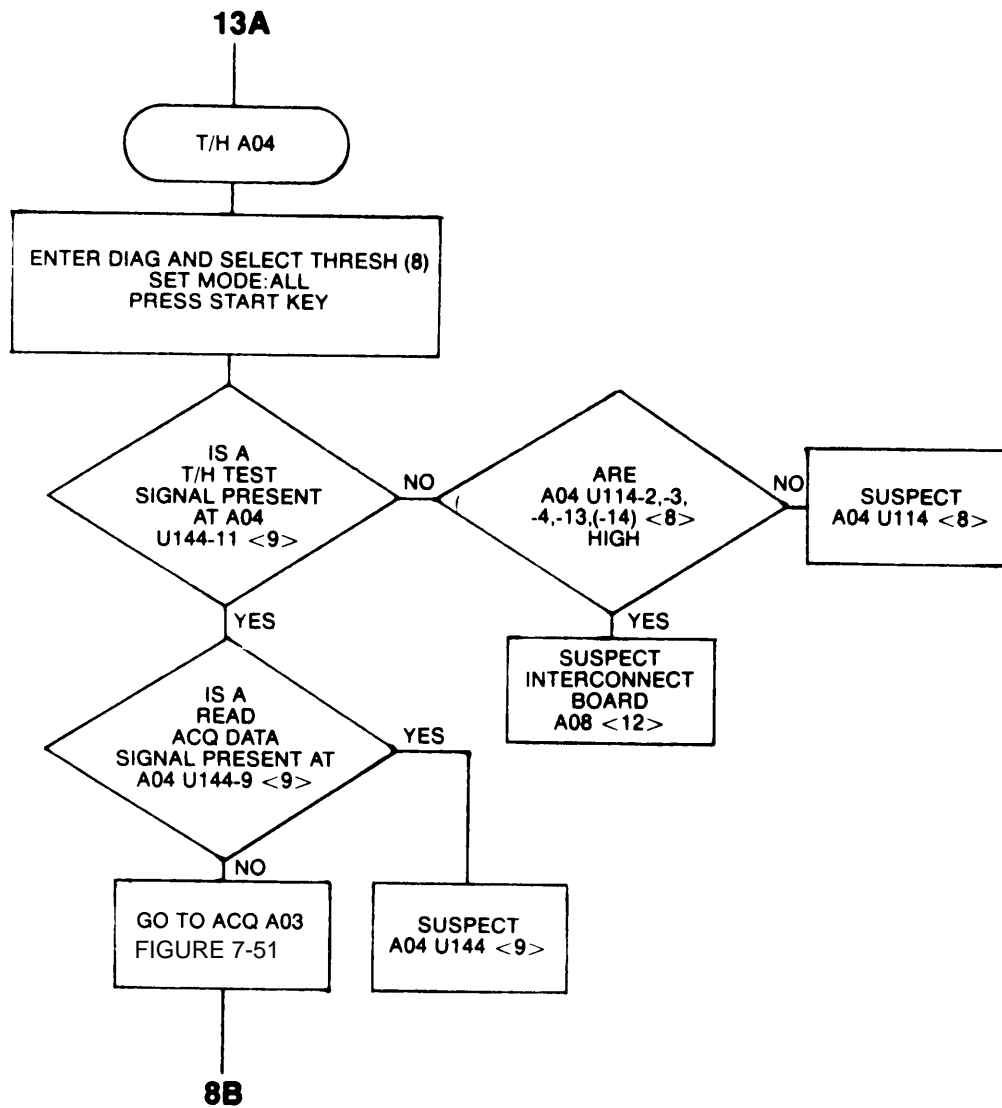 13A
T/H A04
ENTER DIAG AND SELECT THRESH (8)
SET MODE:ALL
PRESS START KEY
IS A
T/H TEST
SIGNAL PRESENT
AT A04
U144-11 <9>
NO
ARE
A04 U114-2,-3,
-4,-13,(-14) <8>
HIGH
NO
SUSPECT
A04 U114 <8>
YES
YES
SUSPECT
INTERCONNECT
BOARD
A08 <12>
IS A
READ
ACQ DATA
SIGNAL PRESENT AT
A04 U144-9 <9>
YES
NO
GO TO ACQ A03
FIGURE 7-51
SUSPECT
A04 U144 <9>
8B